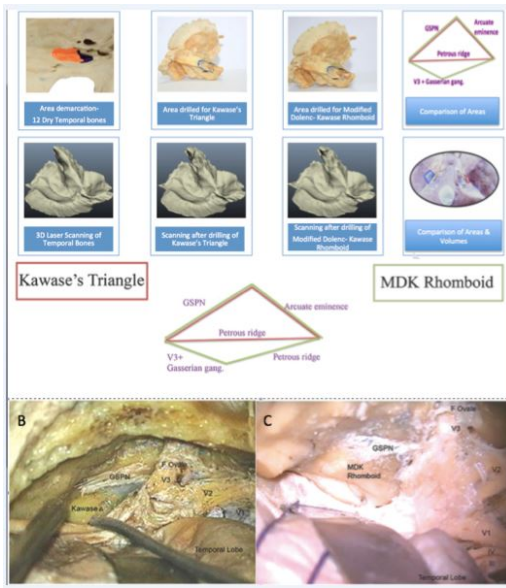 GSPN
Arcuate
eminence
Petrous ridge
V3 + Gasserian gang.
Area demarcation-
12 Dry Temporal bones
Area drilled for Kawase's
Triangle
Area drilled for Modified
Dolenc- Kawase Rhomboid
Comparison of Areas
3D Laser Scanning of
Temporal Bones
Scanning after drilling of
Kawase's Triangle
Scanning after drilling of
Modified Dolenc- Kawase
Rhomboid
Comparison of Areas &
Volumes
Kawase's Triangle
MDK Rhomboid
GSPN
Arcuate eminence
Petrous ridge
V3+
Gasserian gang.
Petrous ridge
B
F Ovale
GSPN
V3
V2
Kawase Δ
V1
Temporal Lobe
C
F Ovale
V3
GSPN
MDK
Rhomboid
V2
V1
IV
III
Temporal Lobe